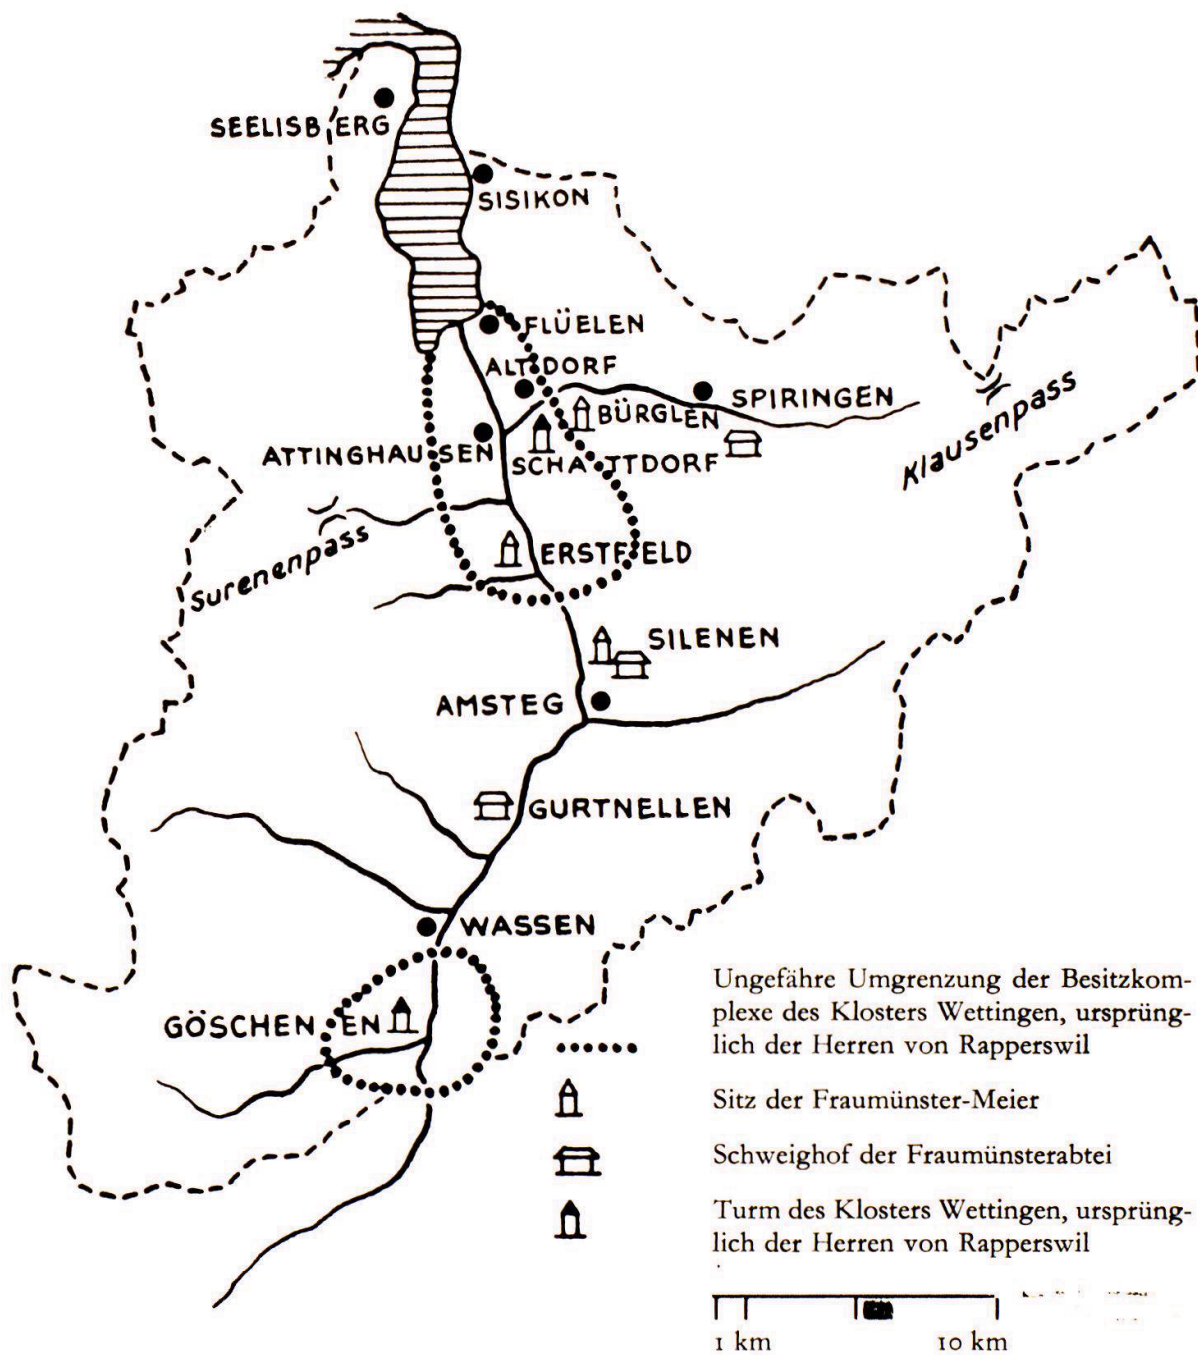 SEELISBERG
SISIKON
FLÜELEN
ALTDORF
SPIRINGEN
BÜRGLEN
Klausenpass
ATTINGHAUSEN
SCHATTDORF
Surenenpass
ERSTFELD
SILENEN
AMSTEG
GURTNELLEN
WASSEN
GÖSCHENEN
Ungefähre Umgrenzung der Besitzkom-
plexe des Klosters Wettingen, ursprüng-
lich der Herren von Rapperswil
Sitz der Fraumünster-Meier
Schweighof der Fraumünsterabtei
Turm des Klosters Wettingen, ursprüng-
lich der Herren von Rapperswil
1 km 10 km